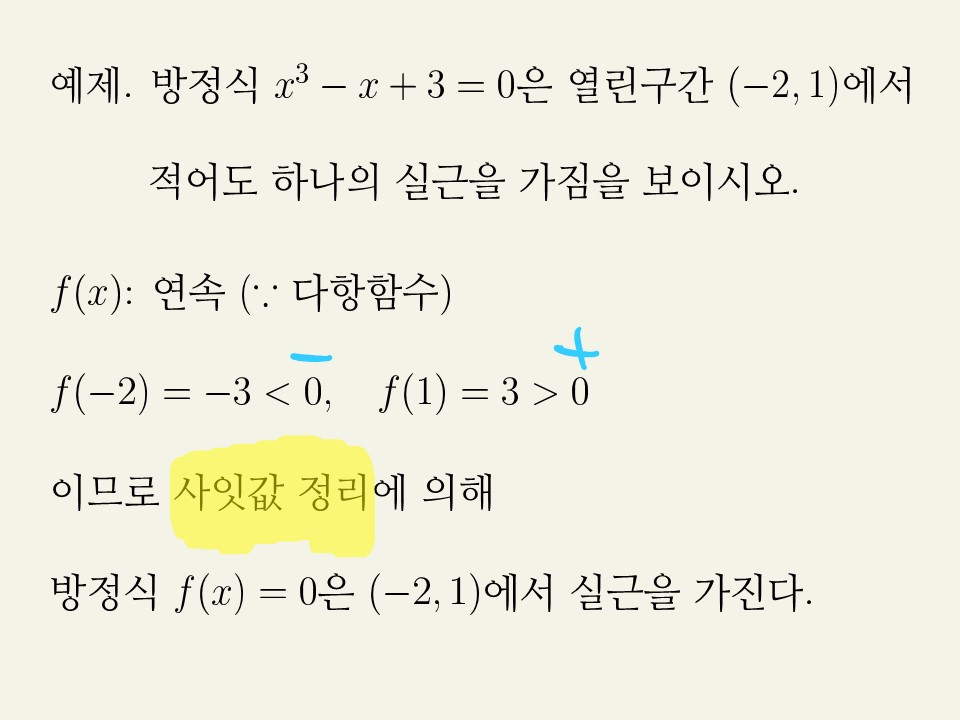 예제. 방정식 x³ − x + 3 = 0은 열린구간 (−2, 1)에서
적어도 하나의 실근을 가짐을 보이시오.
f(x): 연속 (∵ 다항함수)
− +
f(−2) = −3 < 0, f(1) = 3 > 0
이므로 사잇값 정리에 의해
방정식 f(x) = 0은 (−2, 1)에서 실근을 가진다.